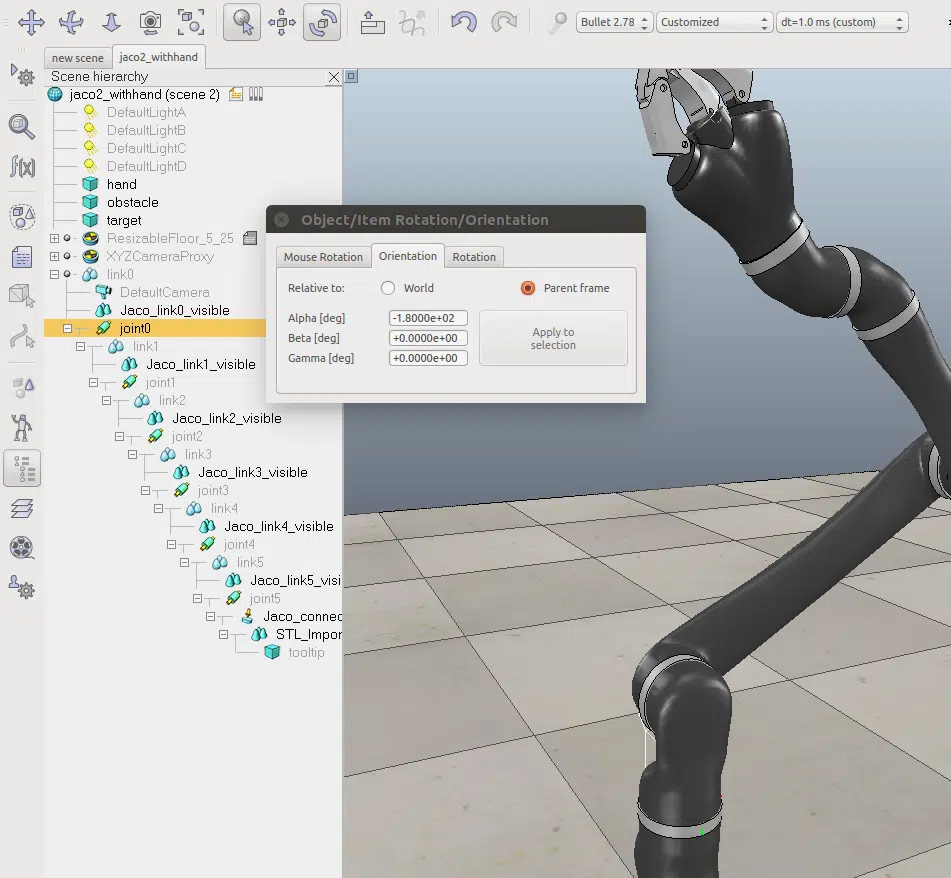 Bullet 2.78
Customized
dt=1.0 ms (custom)
new scene
jaco2_withhand
Scene hierarchy
jaco2_withhand (scene 2)
DefaultLightA
DefaultLightB
DefaultLightC
DefaultLightD
hand
obstacle
target
ResizableFloor_5_25
XYZCameraProxy
link0
DefaultCamera
Jaco_link0_visible
joint0
link1
Jaco_link1_visible
joint1
link2
Jaco_link2_visible
joint2
link3
Jaco_link3_visible
joint3
link4
Jaco_link4_visible
joint4
link5
Jaco_link5_visi
joint5
Jaco_connec
STL_Impor
tooltip
Object/Item Rotation/Orientation
Mouse Rotation
Orientation
Rotation
Relative to:
World
Parent frame
Alpha [deg]
-1.8000e+02
Beta [deg]
+0.0000e+00
Gamma [deg]
+0.0000e+00
Apply to
selection
f(x)